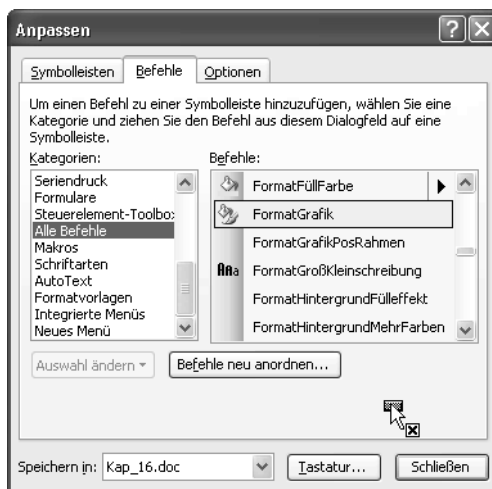 Anpassen
Symbolleisten Befehle Optionen
Um einen Befehl zu einer Symbolleiste hinzuzufügen, wählen Sie eine
Kategorie und ziehen Sie den Befehl aus diesem Dialogfeld auf eine
Symbolleiste.
Kategorien:
Seriendruck
Formulare
Steuerelement-Toolbox
Alle Befehle
Makros
Schriftarten
AutoText
Formatvorlagen
Integrierte Menüs
Neues Menü
Befehle:
FormatFüllFarbe
FormatGrafik
FormatGrafikPosRahmen
AAa FormatGroßKleinschreibung
FormatHintergrundFülleffekt
FormatHintergrundMehrFarben
Auswahl ändern Befehle neu anordnen...
Speichern in: Kap_16.doc Tastatur... Schließen